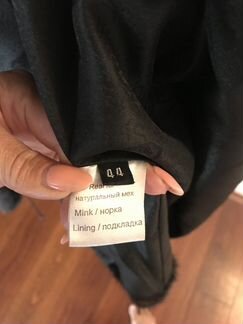 44
Real fur
натуральный мех
Mink / норка
Lining / подкладка